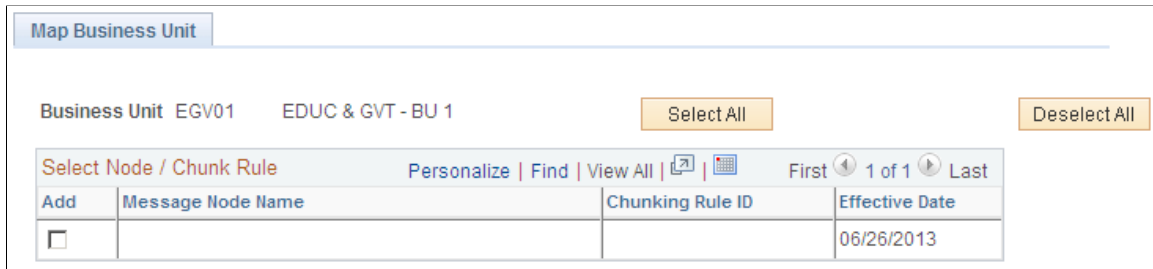 Map Business Unit
Business Unit EGV01 EDUC & GVT - BU 1 Select All Deselect All
Select Node / Chunk Rule Personalize | Find | View All | | First 1 of 1 Last
Add Message Node Name Chunking Rule ID Effective Date
06/26/2013